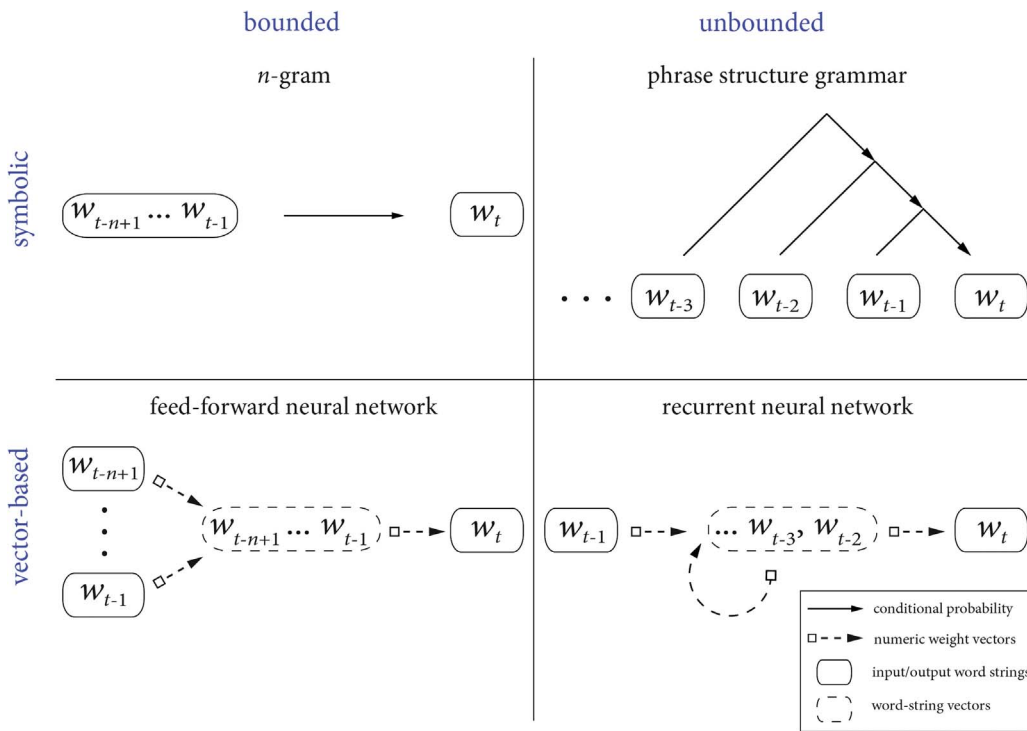 bounded
unbounded
symbolic
n-gram
w_{t-n+1} ... w_{t-1}
w_t
phrase structure grammar
... w_{t-3} w_{t-2} w_{t-1} w_t
vector-based
feed-forward neural network
w_{t-n+1}
w_{t-1}
w_{t-n+1} ... w_{t-1}
w_t
recurrent neural network
w_{t-1}
... w_{t-3}, w_{t-2}
w_t
conditional probability
numeric weight vectors
input/output word strings
word-string vectors